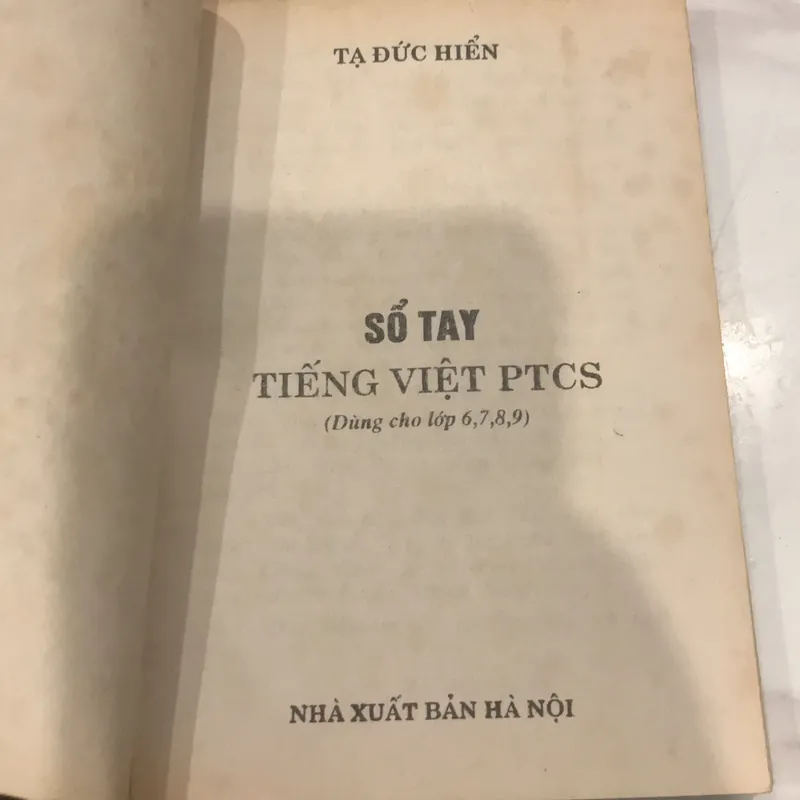 TẠ ĐỨC HIỂN
SỔ TAY
TIẾNG VIỆT PTCS
(Dùng cho lớp 6,7,8,9)
NHÀ XUẤT BẢN HÀ NỘI